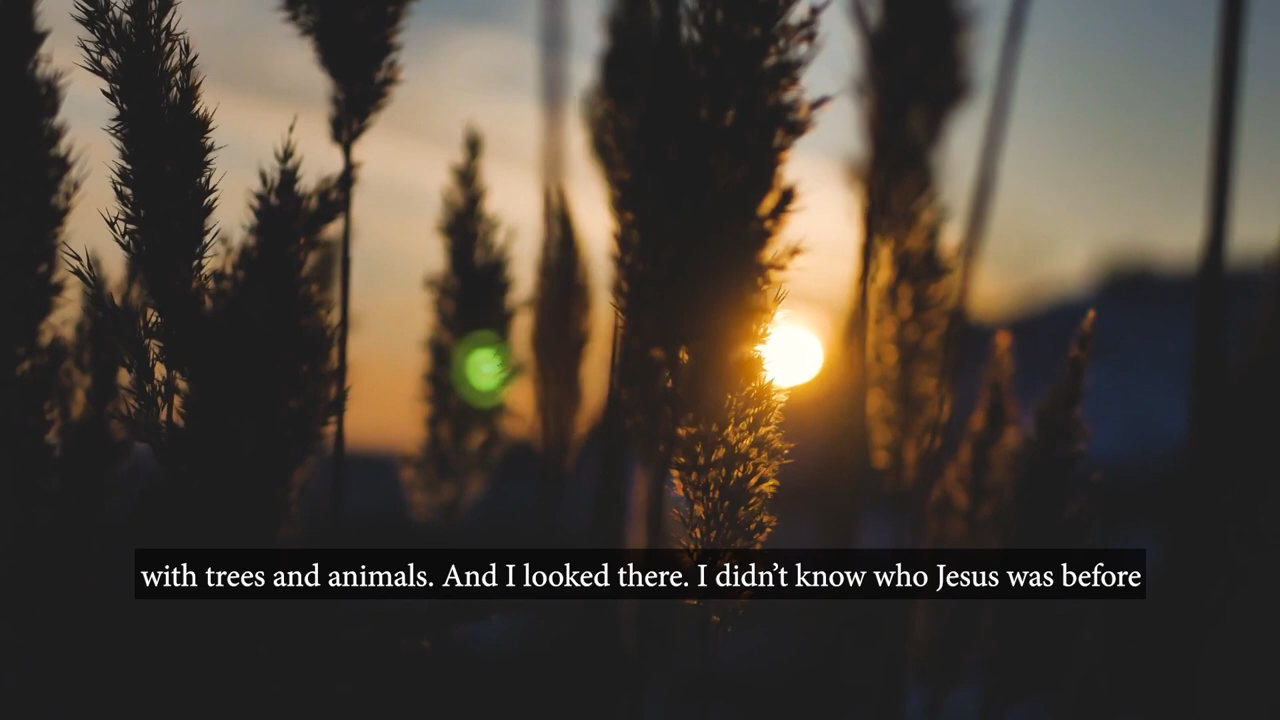 with trees and animals. And I looked there. I didn’t know who Jesus was before